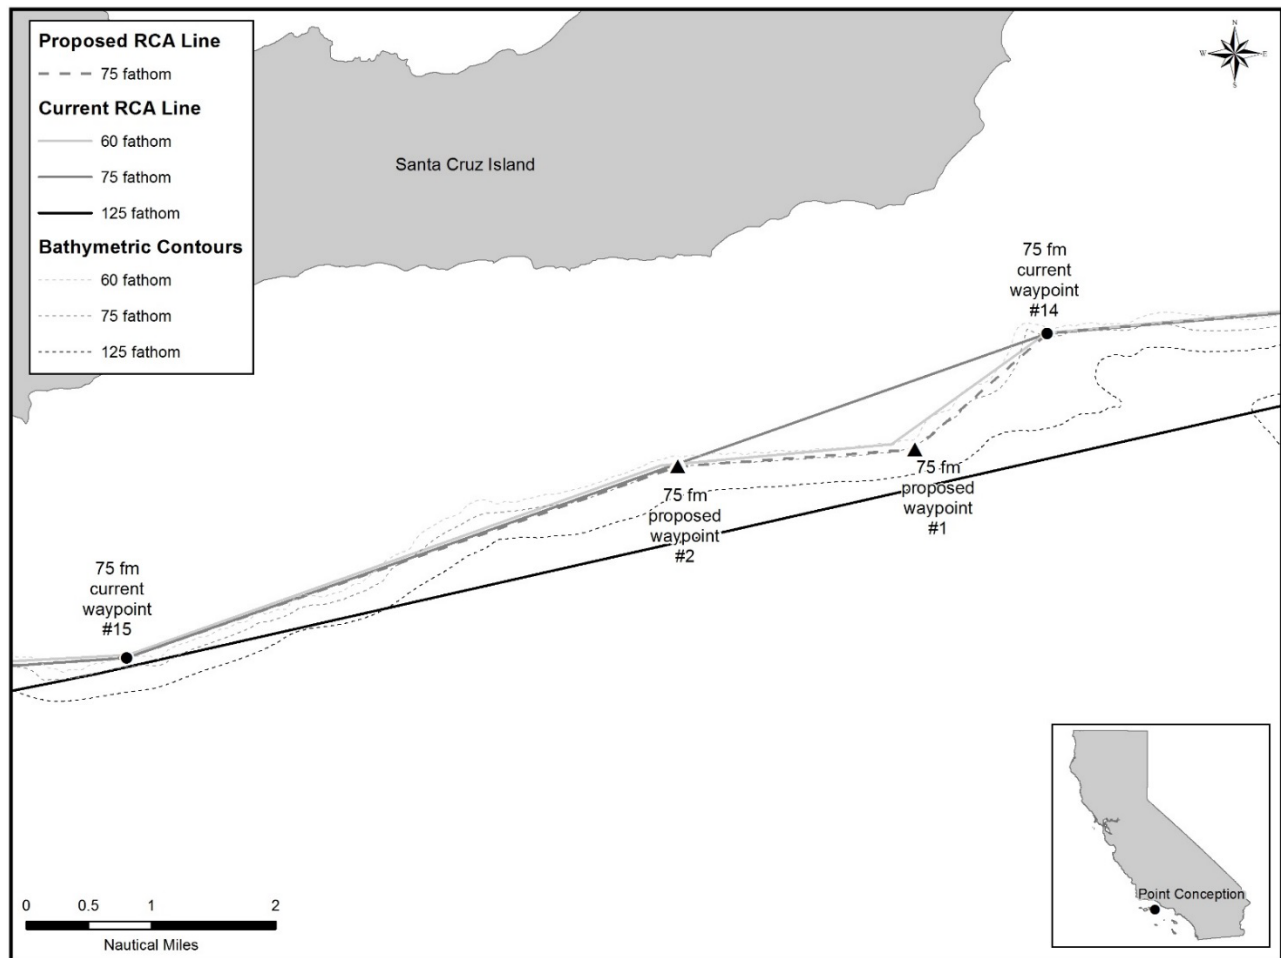 Proposed RCA Line
75 fathom
Current RCA Line
60 fathom
75 fathom
125 fathom
Bathymetric Contours
60 fathom
75 fathom
125 fathom
N
W
E
S
Santa Cruz Island
75 fm
current
waypoint
#14
75 fm
proposed
waypoint
#1
75 fm
proposed
waypoint
#2
75 fm
current
waypoint
#15
0 0.5 1 2
Nautical Miles
Point Conception